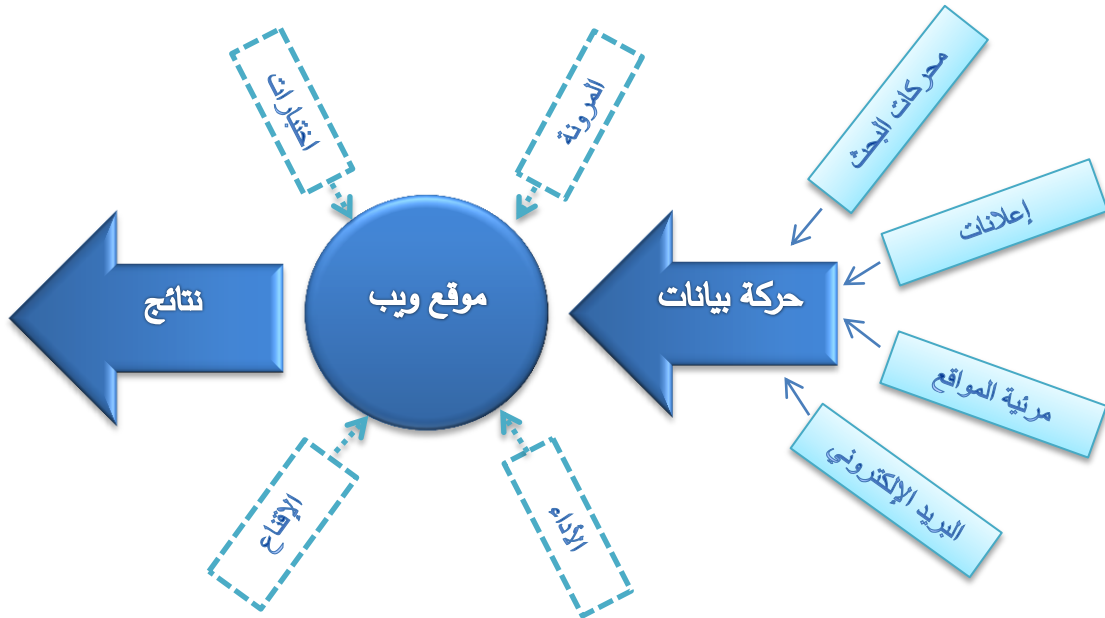 محركات البحث
إعلانات
مرئية المواقع
البريد الإلكتروني
حركة بيانات
المرونة
اختبارات
موقع ويب
الأداء
الإقناع
نتائج